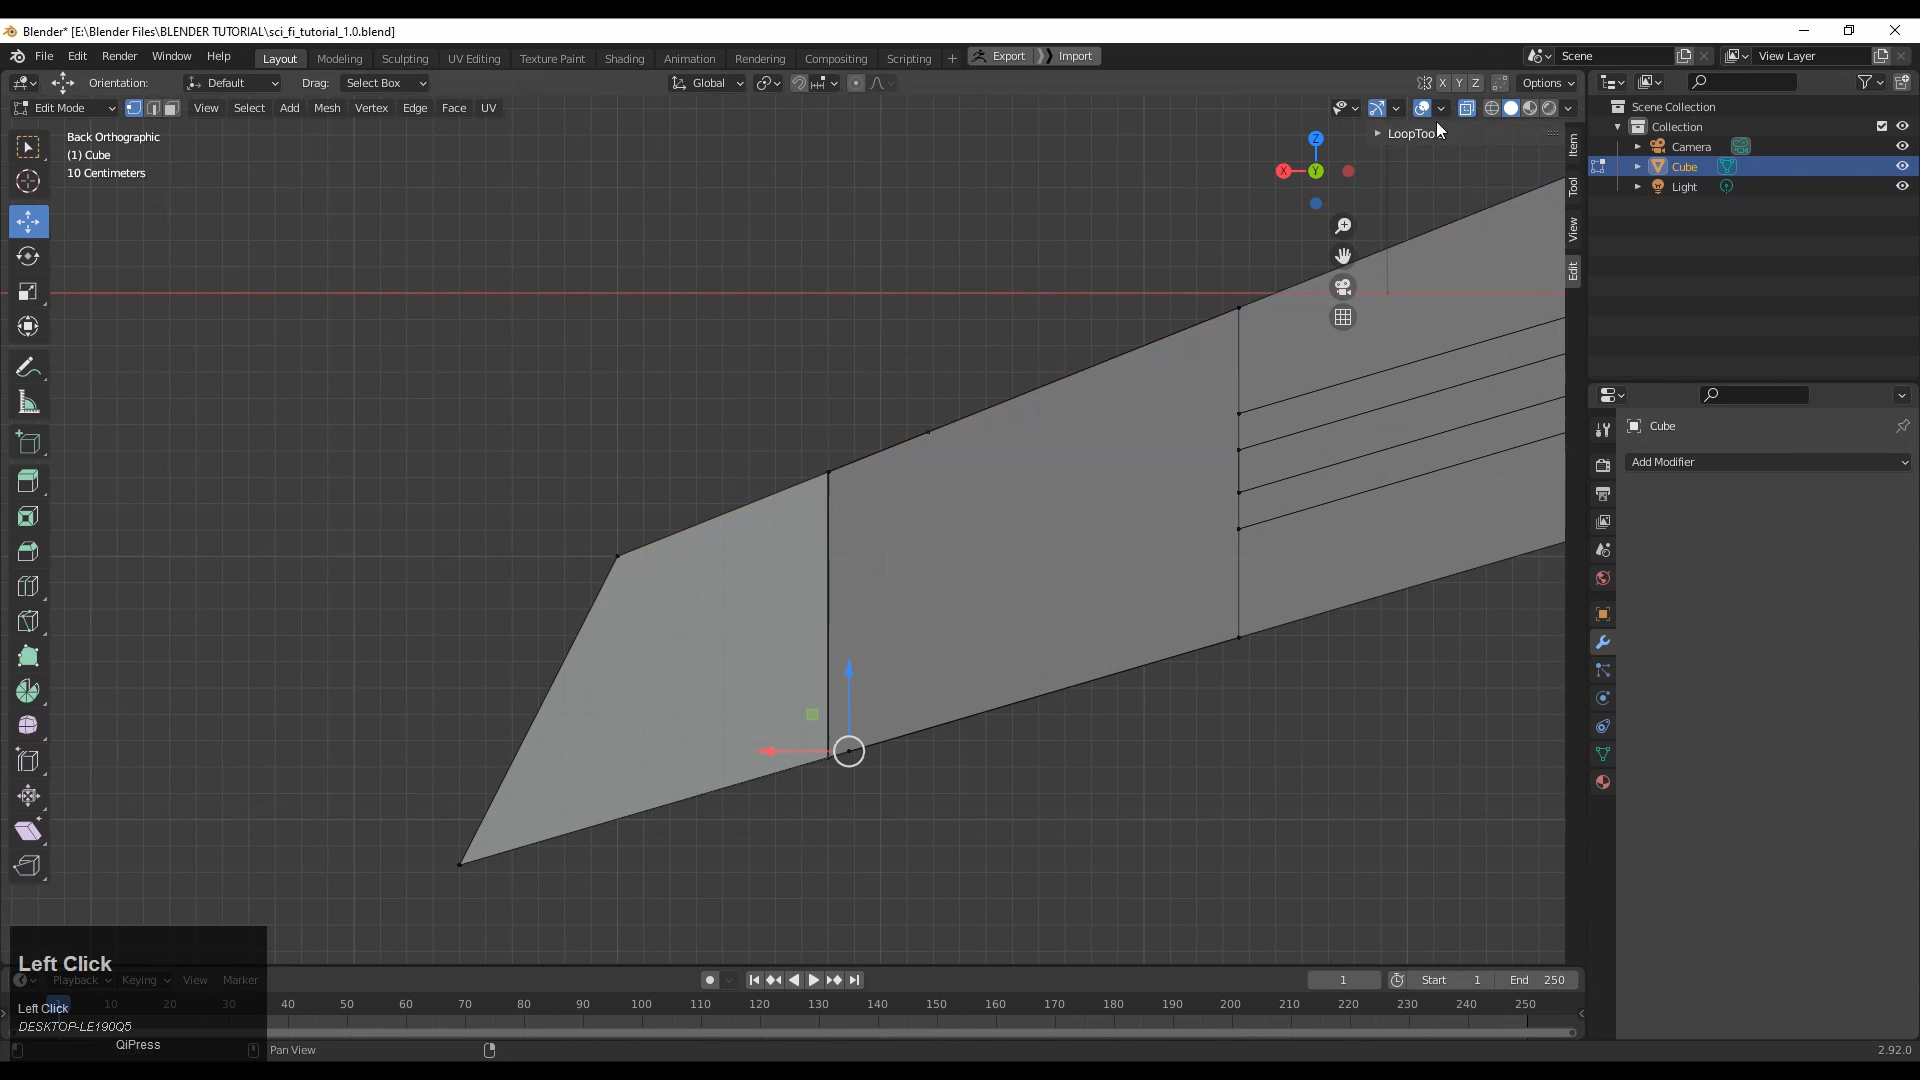 Blender* [E:\Blender Files\BLENDER TUTORIAL\sci_fi_tutorial_1.0.blend]
File Edit Render Window Help Layout Modeling Sculpting UV Editing Texture Paint Shading Animation Rendering Compositing Scripting + Export Import Scene View Layer
Orientation: Default Drag: Select Box Global X Y Z Options
Edit Mode View Select Add Mesh Vertex Edge Face UV
Back Orthographic
(1) Cube
10 Centimeters
LoopToo
Z
X Y
Item
Tool
View
Edit
Scene Collection
Collection
Camera
Cube
Light
Cube
Add Modifier
Left Click
Left Click
DESKTOP-LE190Q5
QiPress
Playback Keying View Marker
1 Start 1 End 250
1 10 20 30 40 50 60 70 80 90 100 110 120 130 140 150 160 170 180 190 200 210 220 230 240 250
Pan View
2.92.0